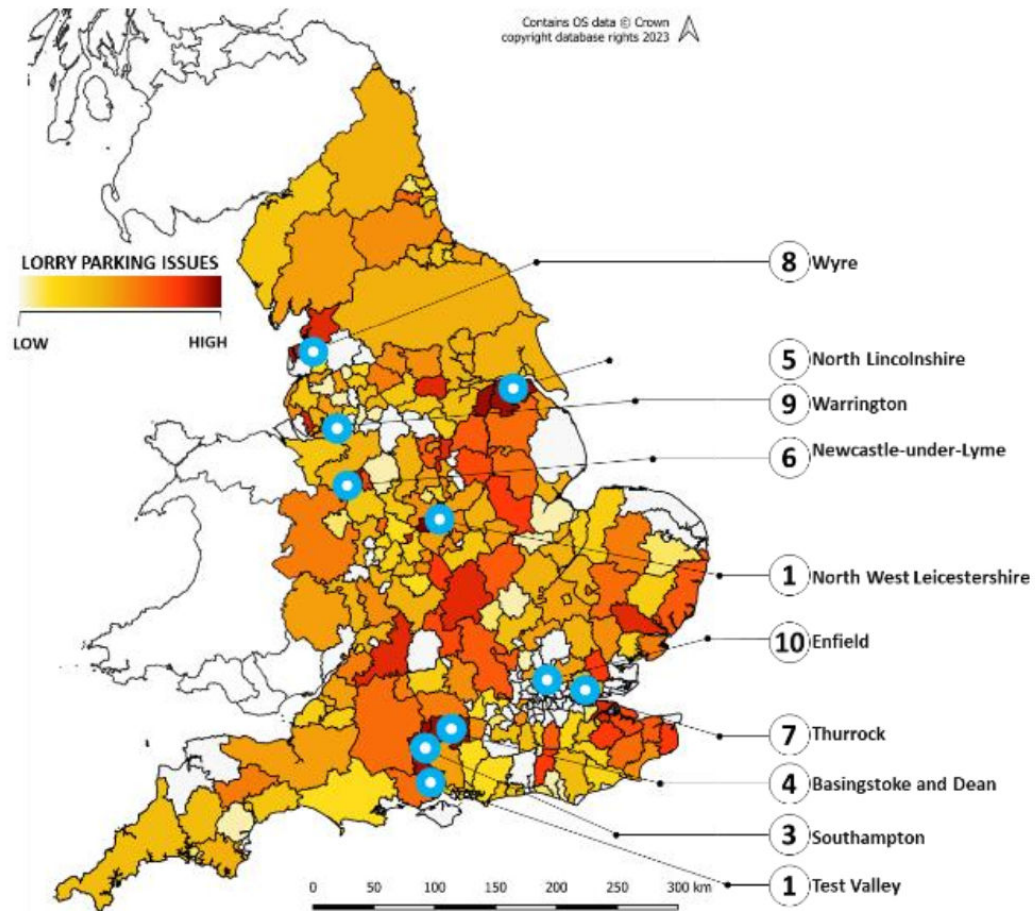 Contains OS data © Crown
copyright database rights 2023
LORRY PARKING ISSUES
LOW HIGH
8 Wyre
5 North Lincolnshire
9 Warrington
6 Newcastle-under-Lyme
1 North West Leicestershire
10 Enfield
7 Thurrock
4 Basingstoke and Dean
3 Southampton
1 Test Valley
0 50 100 150 200 250 300 km